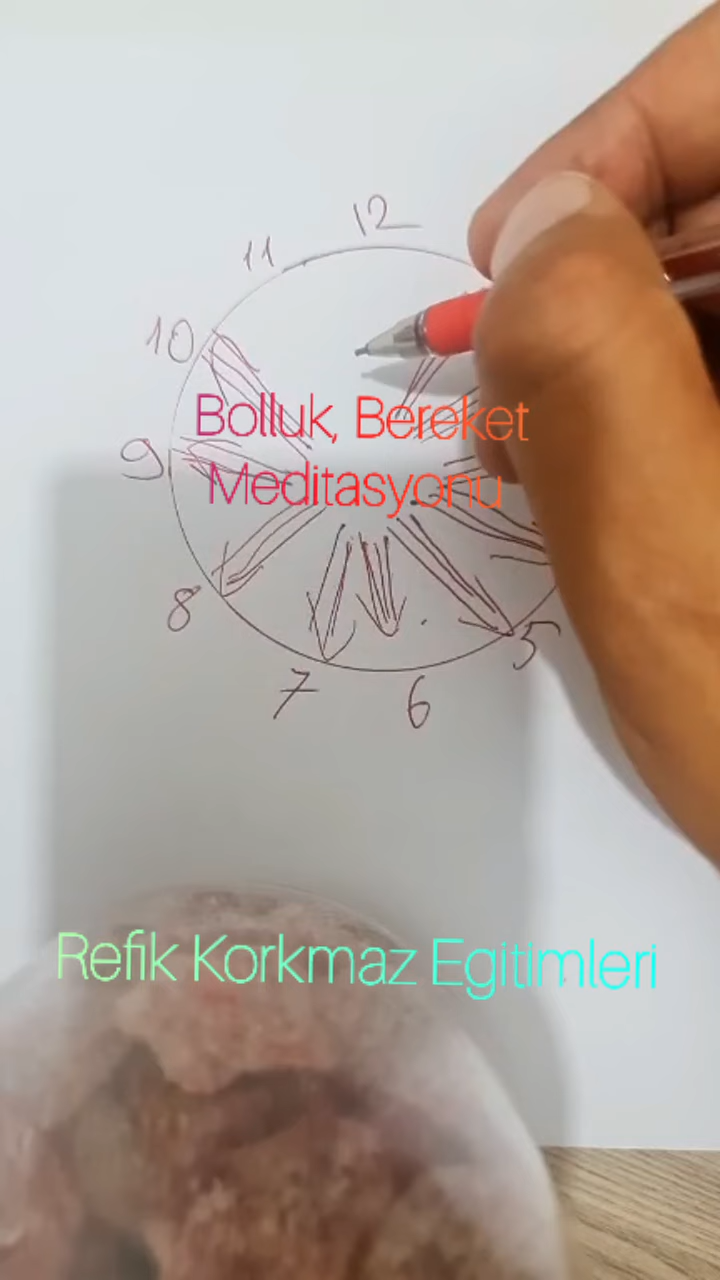 12
11
10
Bolluk, Bereket
9
Meditasyonu
8
5
7
6
Refik Korkmaz Egitimleri